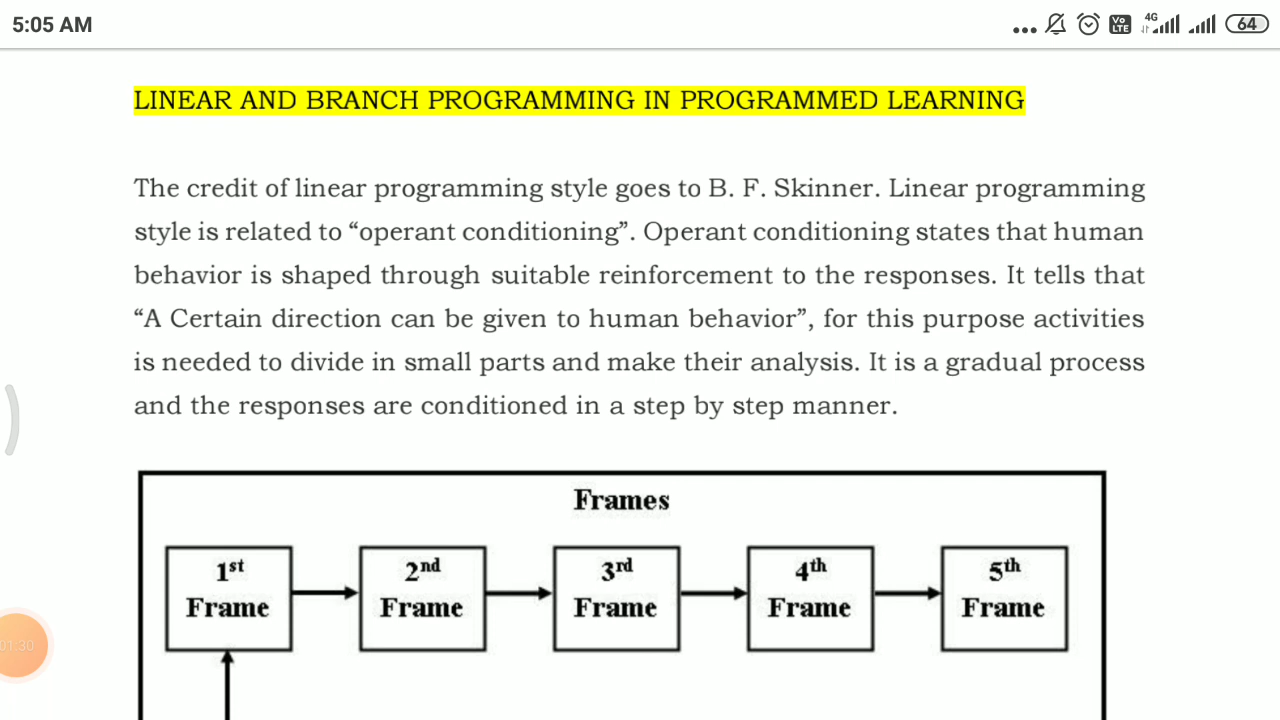 5:05 AM
4G
Vo
LTE
64
LINEAR AND BRANCH PROGRAMMING IN PROGRAMMED LEARNING
The credit of linear programming style goes to B. F. Skinner. Linear programming
style is related to “operant conditioning”. Operant conditioning states that human
behavior is shaped through suitable reinforcement to the responses. It tells that
“A Certain direction can be given to human behavior”, for this purpose activities
is needed to divide in small parts and make their analysis. It is a gradual process
and the responses are conditioned in a step by step manner.
Frames
1st Frame
2nd Frame
3rd Frame
4th Frame
5th Frame
01:30